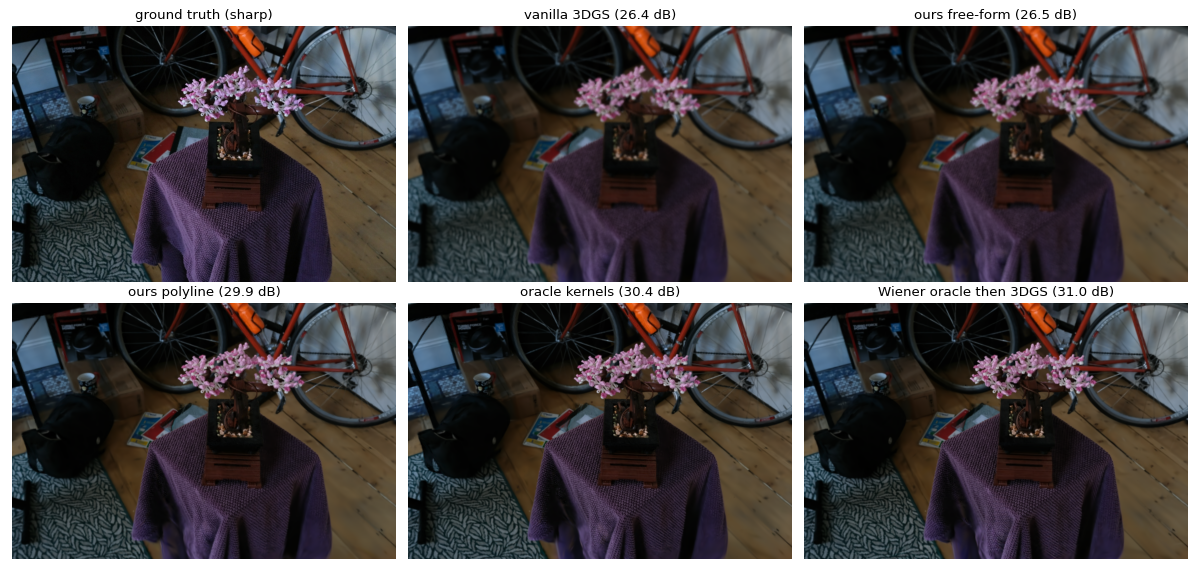 ground truth (sharp)
vanilla 3DGS (26.4 dB)
ours free-form (26.5 dB)
ours polyline (29.9 dB)
oracle kernels (30.4 dB)
Wiener oracle then 3DGS (31.0 dB)